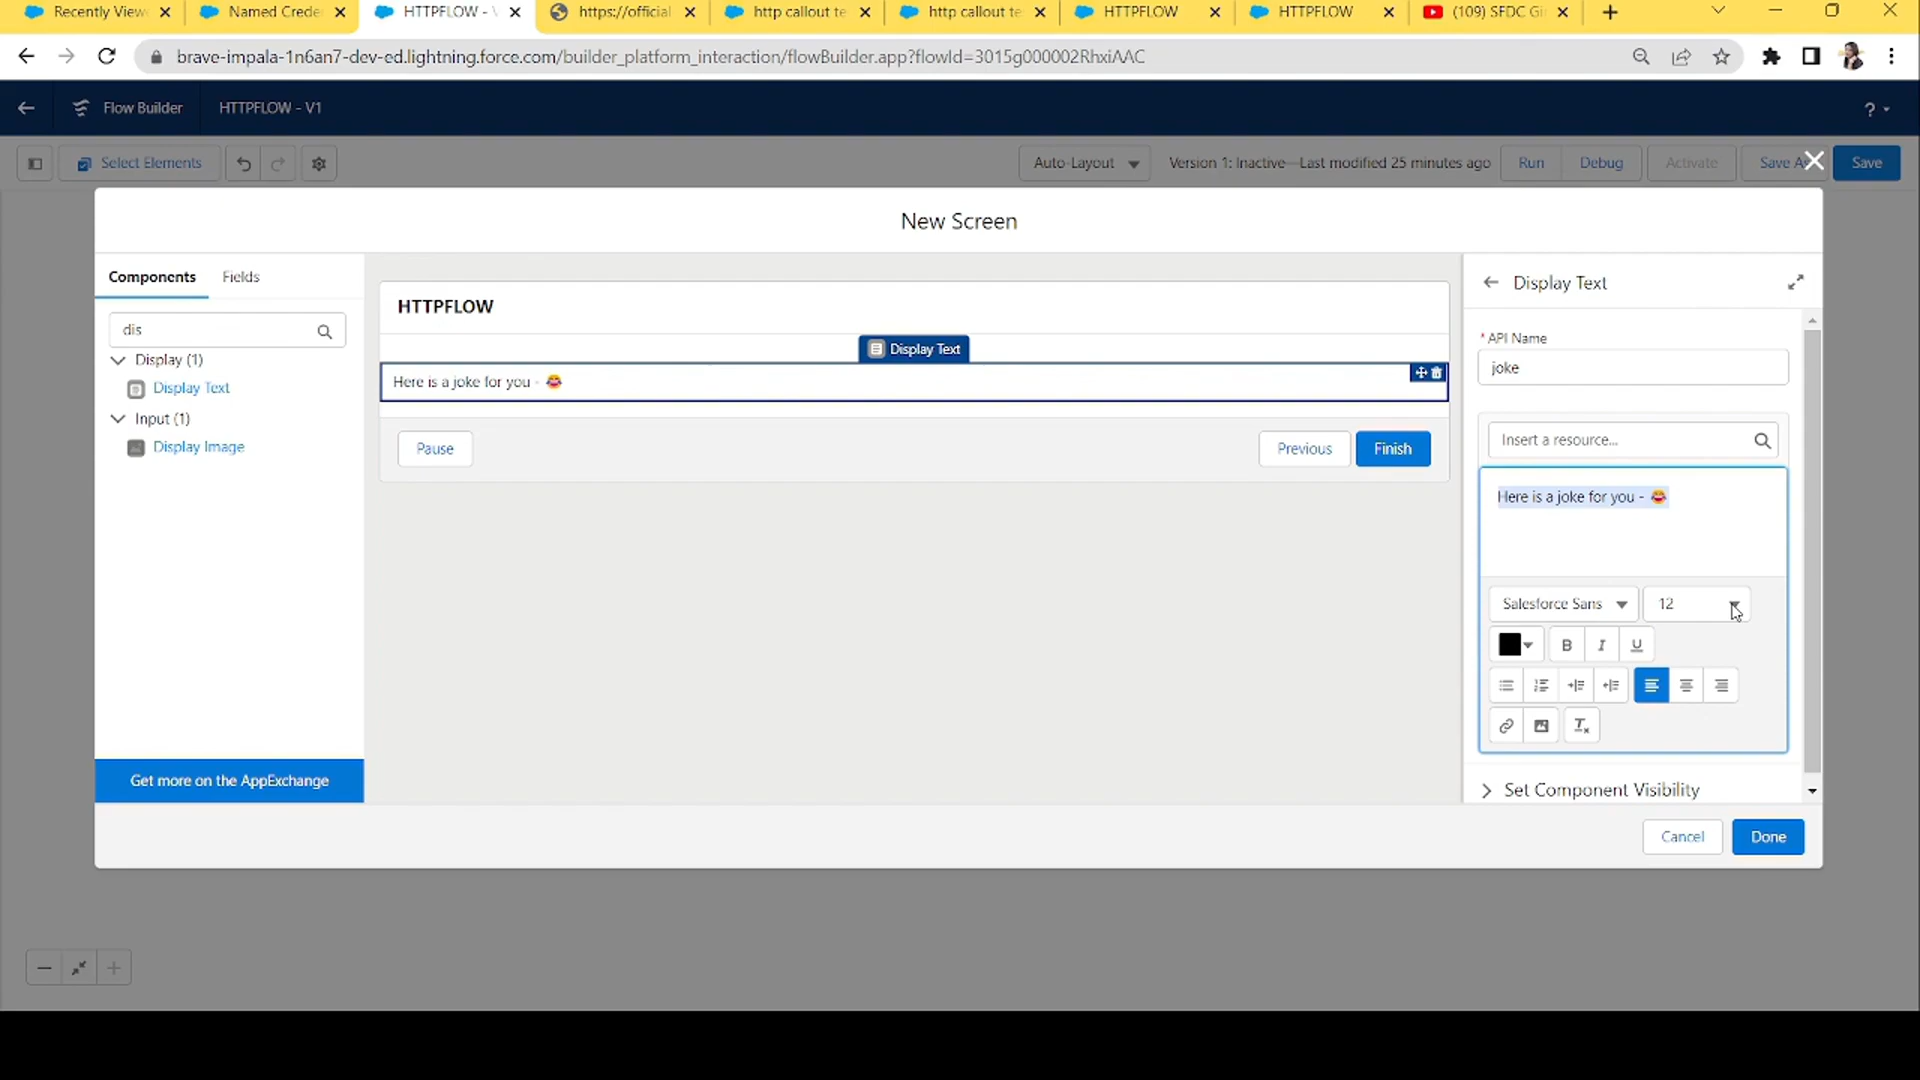 Recently View
Named Crede
HTTPFLOW - V
https://official
http callout te
http callout te
HTTPFLOW
HTTPFLOW
(109) SFDC Gi
brave-impala-1n6an7-dev-ed.lightning.force.com/builder_platform_interaction/flowBuilder.app?flowId=3015g000002RhxiAAC
Flow Builder
HTTPFLOW - V1
?
Select Elements
Auto-Layout
Version 1: Inactive—Last modified 25 minutes ago
Run
Debug
Activate
Save A
Save
New Screen
Components
Fields
dis
Display (1)
Display Text
Input (1)
Display Image
Get more on the AppExchange
HTTPFLOW
Display Text
Here is a joke for you - 😂
Pause
Previous
Finish
Display Text
* API Name
joke
Insert a resource...
Here is a joke for you - 😂
Salesforce Sans
12
B
I
U
Set Component Visibility
Cancel
Done